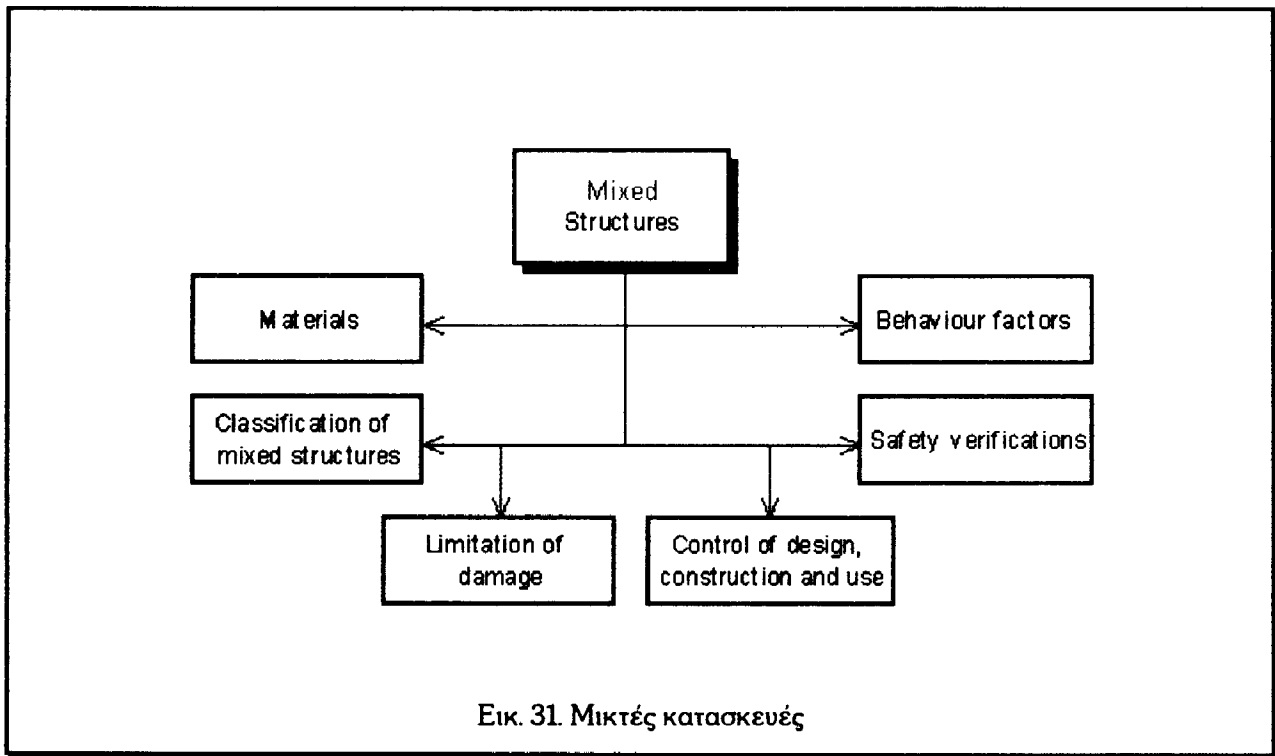 Mixed
Structures
Materials
Behaviour factors
Classification of
mixed structures
Safety verifications
Limitation of
damage
Control of design,
construction and use
Εικ. 31. Μικτές κατασκευές